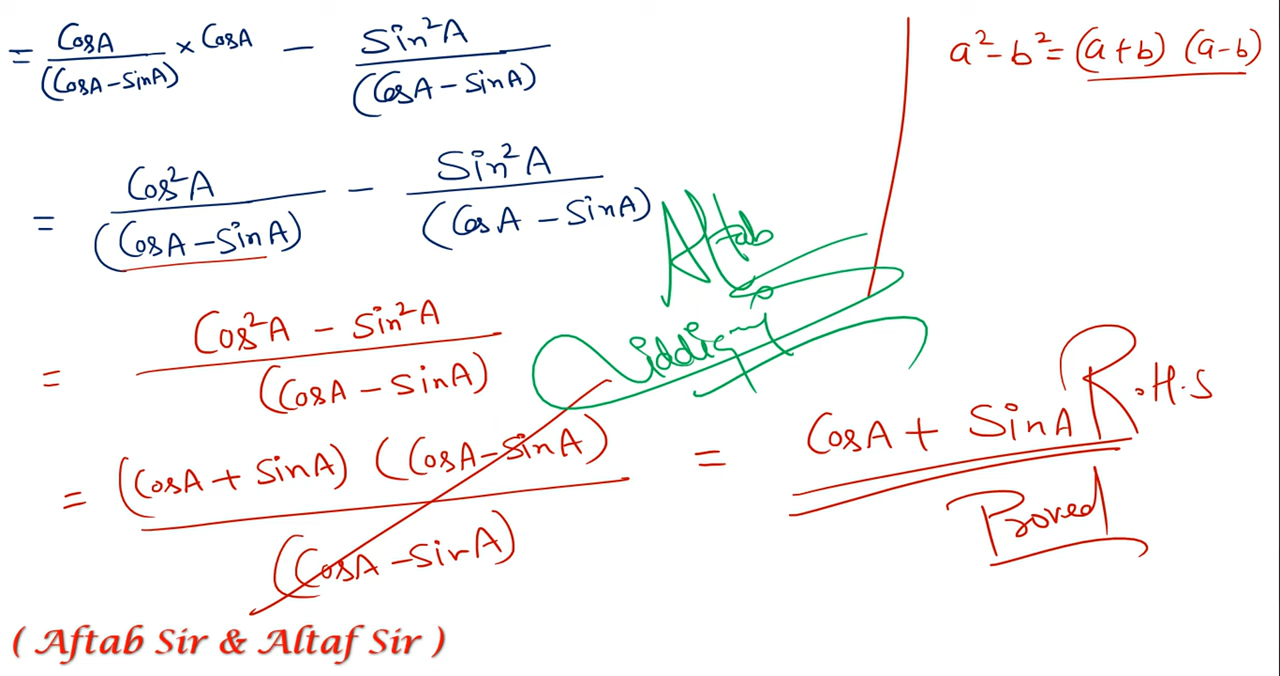 = CosA/(CosA-SinA) × CosA - Sin²A/(CosA-SinA)
a²-b² = (a+b) (a-b)
= Cos²A/(CosA-SinA) - Sin²A/(CosA-SinA)
Aftab
Siddiqui
= Cos²A - Sin²A/(CosA-SinA)
= (CosA+SinA) (CosA-SinA)/(CosA-SinA) = CosA + SinA R.H.S
Proved
( Aftab Sir & Altaf Sir )